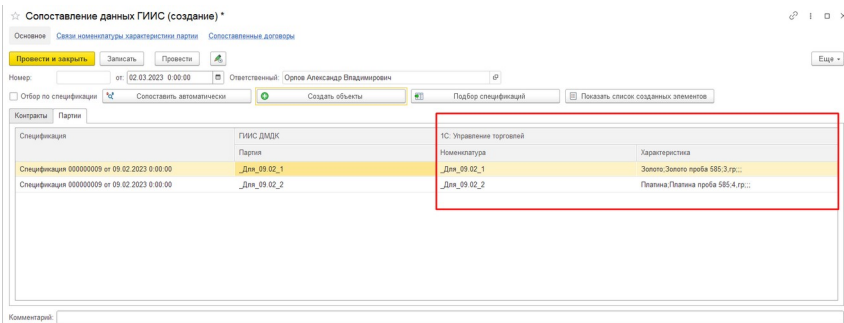 Сопоставление данных ГИИС (создание) *
Основное Связи номенклатуры характеристики партии Сопоставленные договоры
Провести и закрыть Записать Провести Еще
Номер: от: 02.03.2023 0:00:00 Ответственный: Орлов Александр Владимирович
Отбор по спецификации Сопоставить автоматически Создать объекты Подбор спецификаций Показать список созданных элементов
Контракты Партии
Спецификация ГИИС ДМДК 1С: Управление торговлей
Партия Номенклатура Характеристика
Спецификация 000000009 от 09.02.2023 0:00:00 _Для_09.02_1 _Для_09.02_1 Золото;Золото проба 585;3,гр;;;
Спецификация 000000009 от 09.02.2023 0:00:00 _Для_09.02_2 _Для_09.02_2 Платина;Платина проба 585;4,гр;;;
Комментарий: